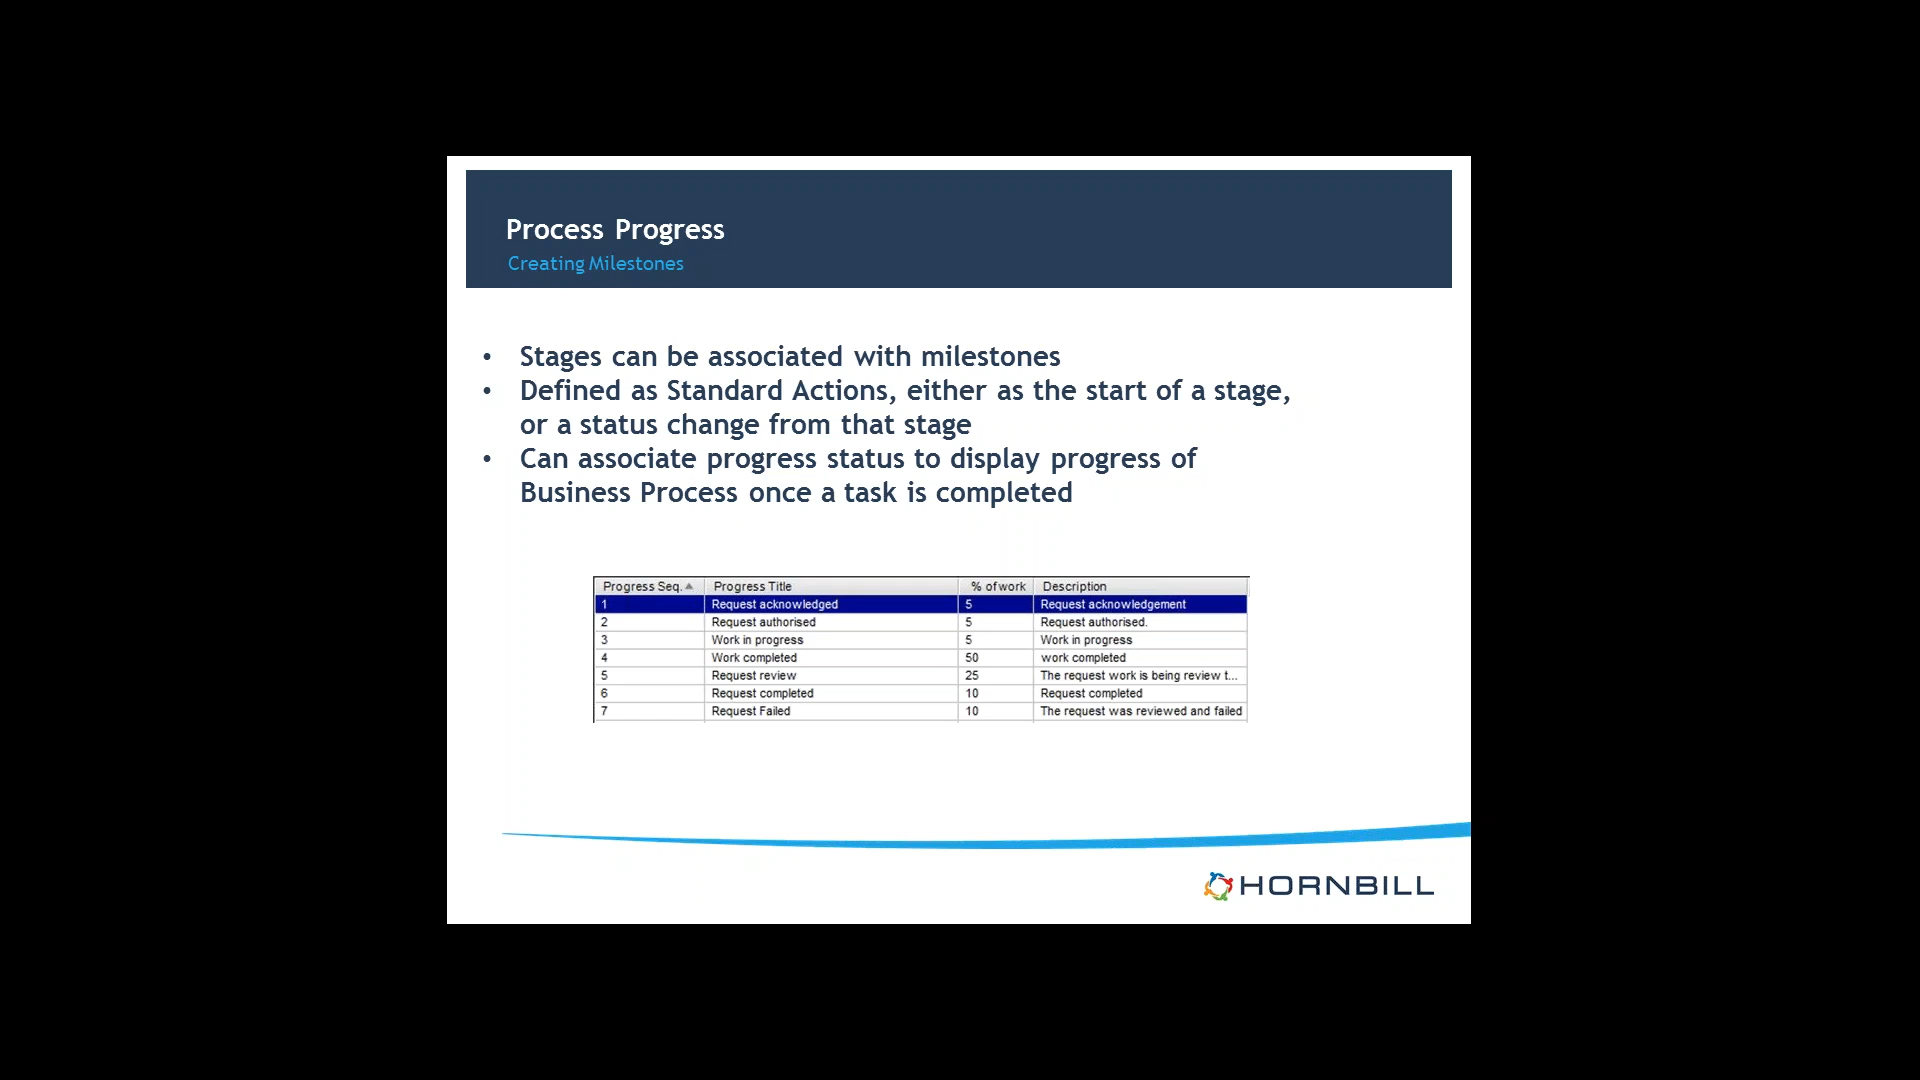 Process Progress
Creating Milestones
• Stages can be associated with milestones
• Defined as Standard Actions, either as the start of a stage,
or a status change from that stage
• Can associate progress status to display progress of
Business Process once a task is completed
Progress Seq. Progress Title % of work Description
1 Request acknowledged 5 Request acknowledgement
2 Request authorised 5 Request authorised.
3 Work in progress 5 Work in progress
4 Work completed 50 work completed
5 Request review 25 The request work is being review t...
6 Request completed 10 Request completed
7 Request Failed 10 The request was reviewed and failed
HORNBILL